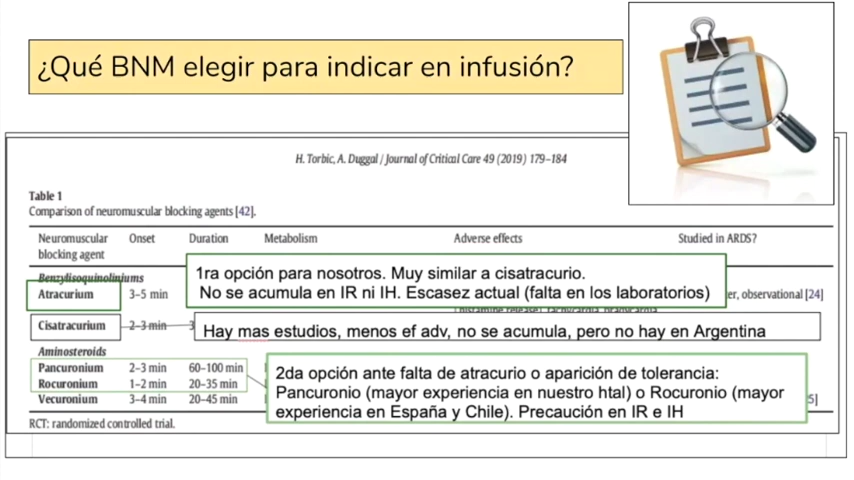 ¿Qué BNM elegir para indicar en infusión?
H. Torbic, A. Duggal / Journal of Critical Care 49 (2019) 179–184
Table 1
Comparison of neuromuscular blocking agents [42].
Neuromuscular blocking agent Onset Duration Metabolism Adverse effects Studied in ARDS?
Benzylisoquinoliniums
Atracurium 3–5 min
1ra opción para nosotros. Muy similar a cisatracurio.
No se acumula en IR ni IH. Escasez actual (falta en los laboratorios)
observational [24]
Cisatracurium 2–3 min 3
Hay mas estudios, menos ef adv, no se acumula, pero no hay en Argentina
Aminosteroids
Pancuronium 2–3 min 60–100 min
Rocuronium 1–2 min 20–35 min
Vecuronium 3–4 min 20–45 min
2da opción ante falta de atracurio o aparición de tolerancia:
Pancuronio (mayor experiencia en nuestro htal) o Rocuronio (mayor
experiencia en España y Chile). Precaución en IR e IH
RCT: randomized controlled trial.